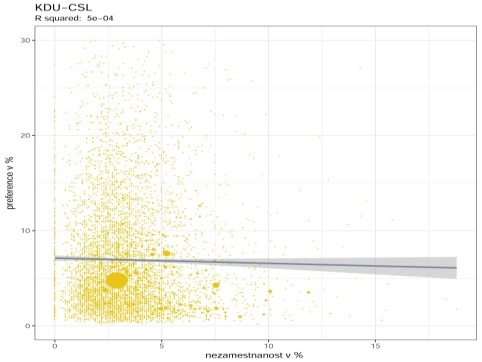 KDU-CSL
R squared: 5e-04
30
20
10
0
preference v %
0
5
10
15
nezamestnanost v %